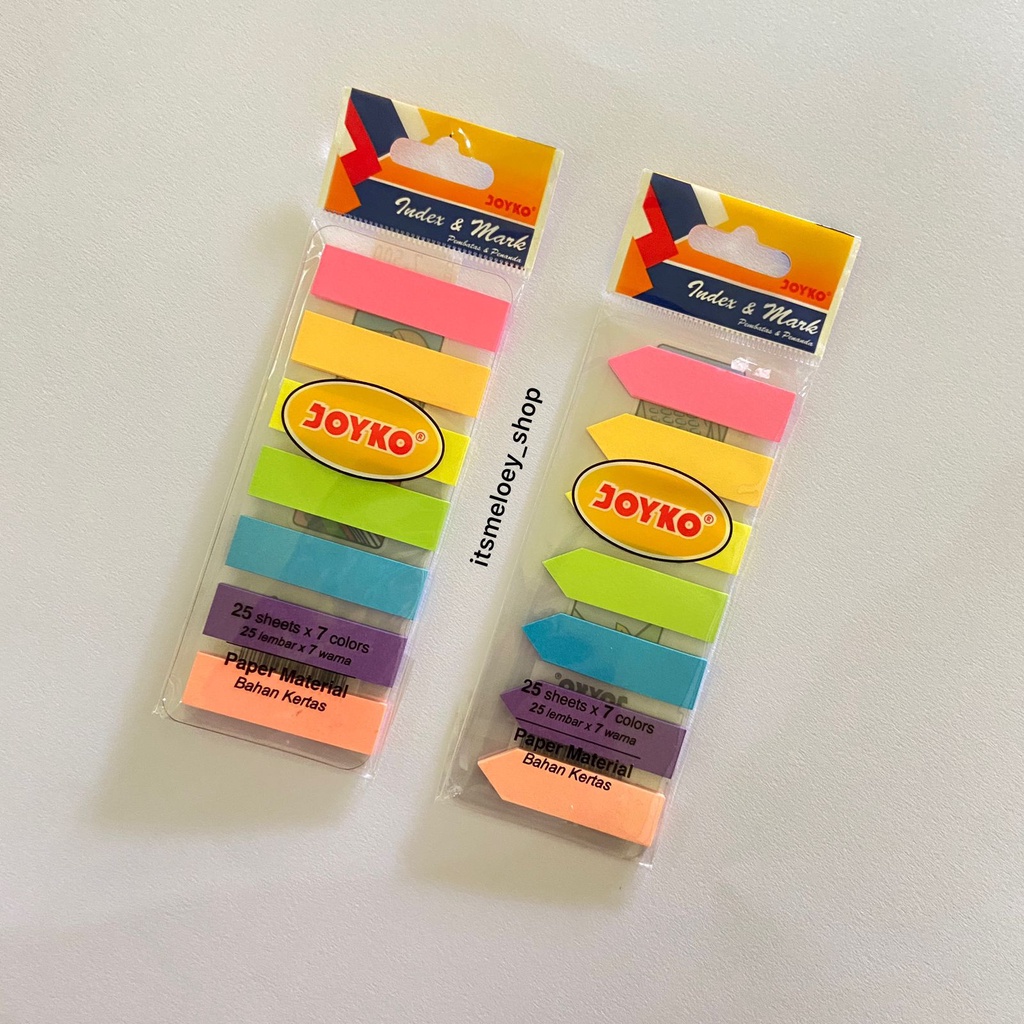 JOYKO®
Index & Mark
Pembatas & Penanda
JOYKO®
25 sheets x 7 colors
25 lembar x 7 warna
Paper Material
Bahan Kertas
itsmeloey_shop
JOYKO®
Index & Mark
Pembatas & Penanda
JOYKO®
JOYKO
25 sheets x 7 colors
25 lembar x 7 warna
Paper Material
Bahan Kertas